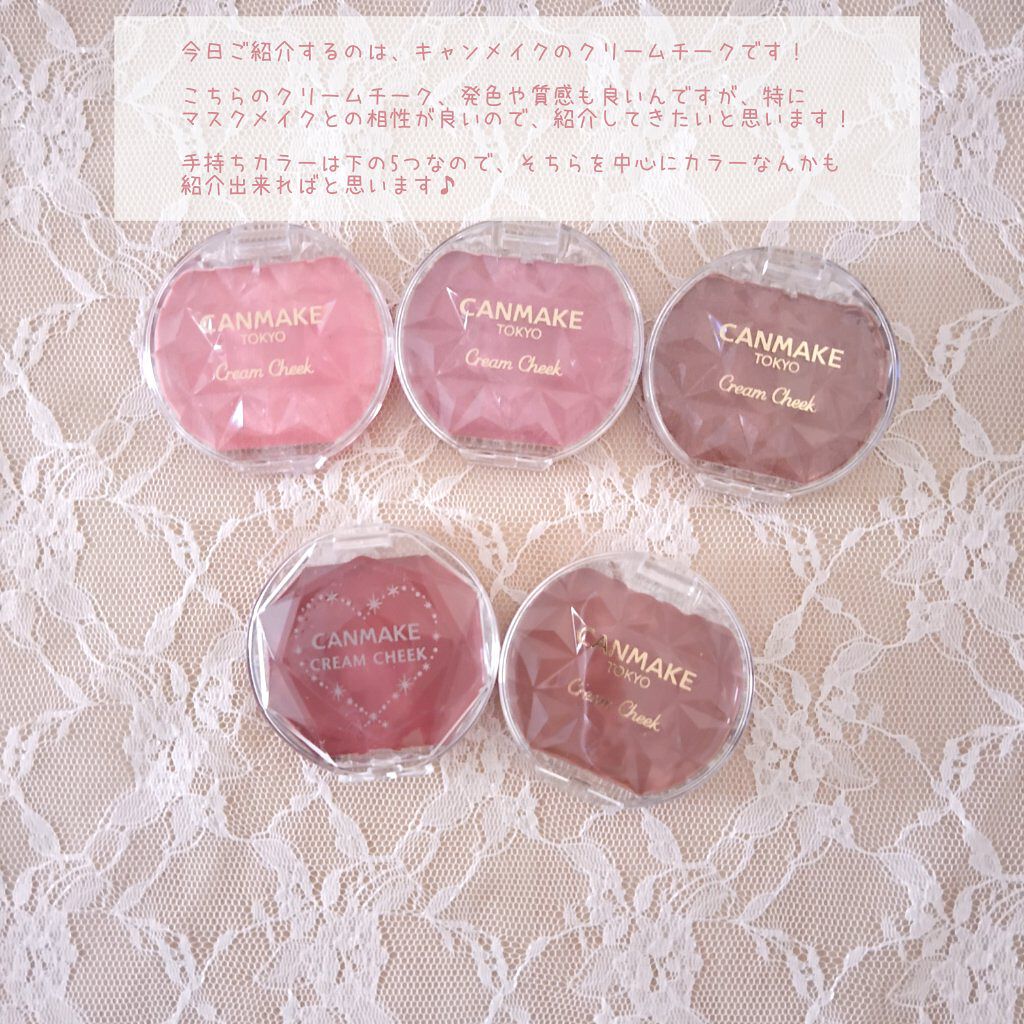 今日ご紹介するのは、キャンメイクのクリームチークです！
こちらのクリームチーク、発色や質感も良いんですが、特に
マスクメイクとの相性が良いので、紹介してきたいと思います！
手持ちカラーは下の5つなので、そちらを中心にカラーなんかも
紹介出来ればと思います♪
CANMAKE
TOKYO
Cream Cheek
CANMAKE
TOKYO
Cream Cheek
CANMAKE
TOKYO
Cream Cheek
CANMAKE
CREAM CHEEK
CANMAKE
TOKYO
Cream Cheek